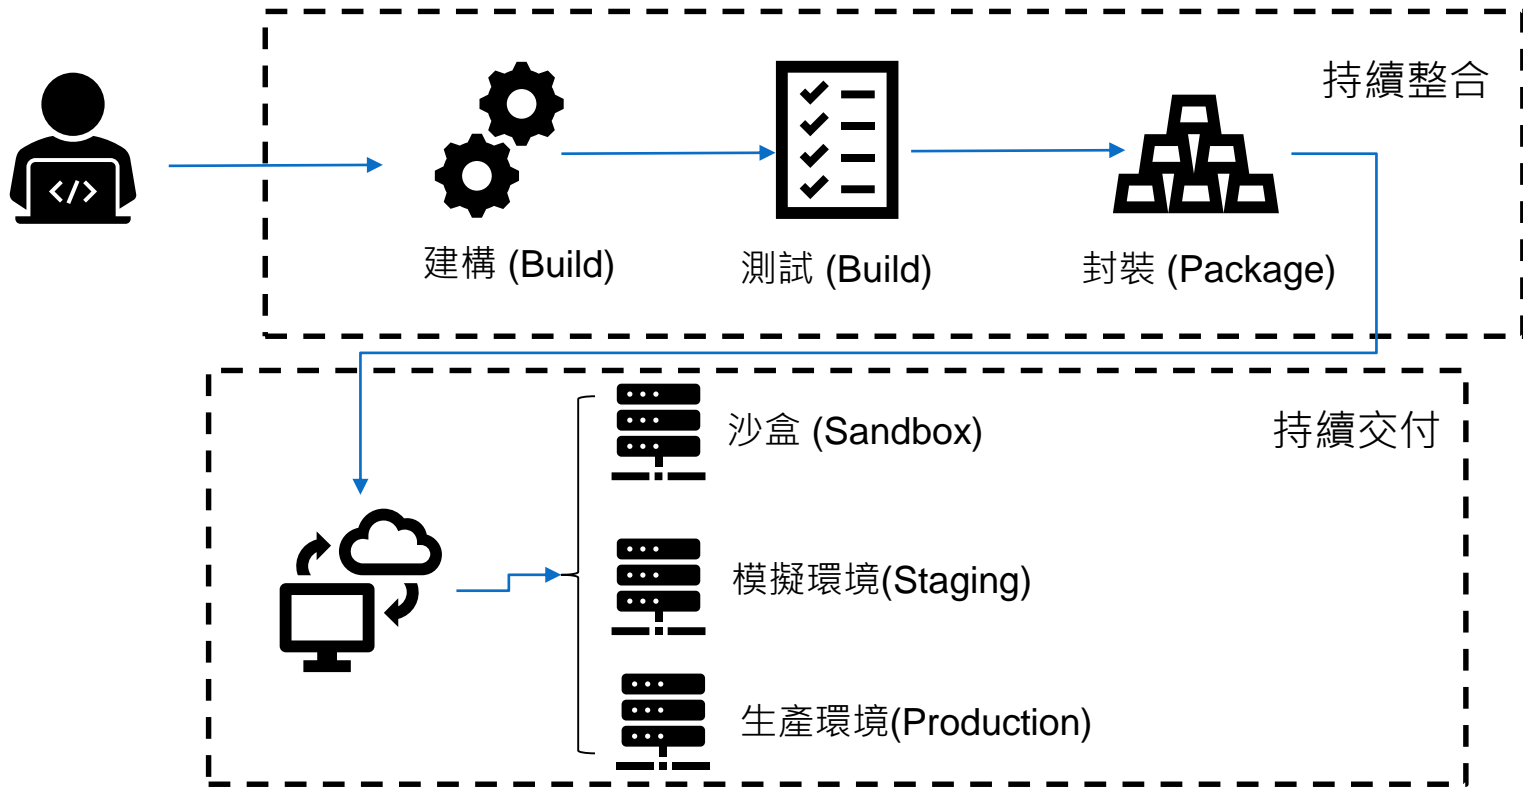 持續整合
</>
建構 (Build)
測試 (Build)
封裝 (Package)
持續交付
沙盒 (Sandbox)
模擬環境(Staging)
生產環境(Production)